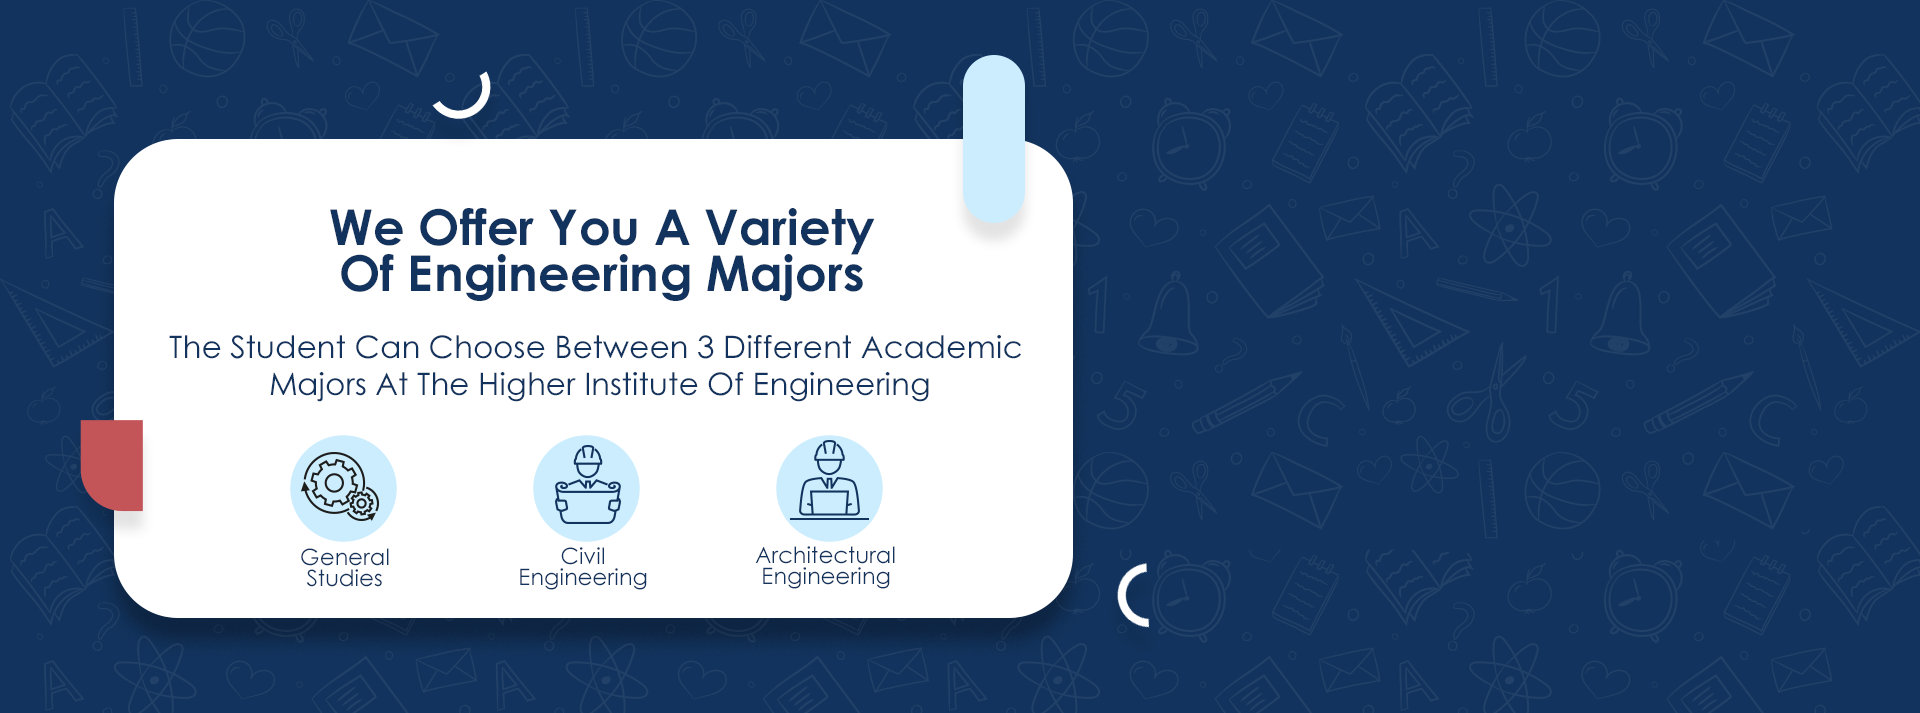 We Offer You A Variety
Of Engineering Majors
The Student Can Choose Between 3 Different Academic
Majors At The Higher Institute Of Engineering
General
Studies
Civil
Engineering
Architectural
Engineering